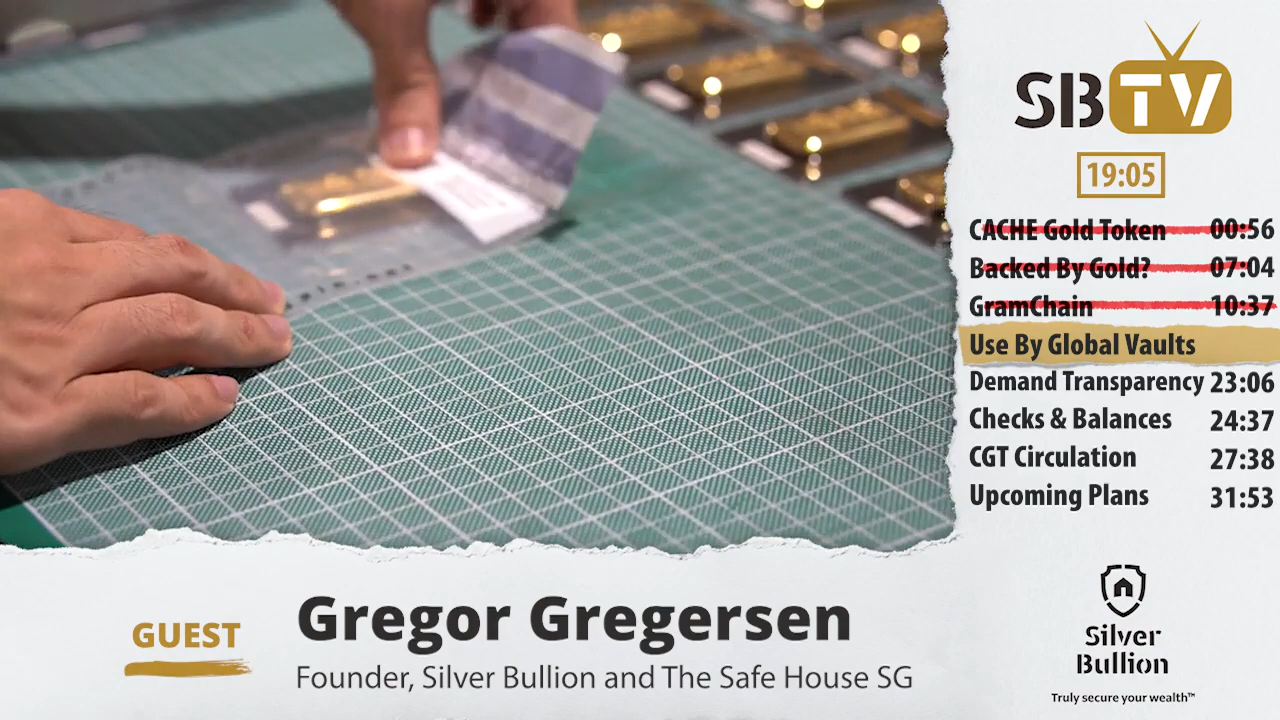 SBTV
19:05
CACHE Gold Token 00:56
Backed By Gold? 07:04
GramChain 10:37
Use By Global Vaults
Demand Transparency 23:06
Checks & Balances 24:37
CGT Circulation 27:38
Upcoming Plans 31:53
GUEST
Gregor Gregersen
Founder, Silver Bullion and The Safe House SG
Silver
Bullion
Truly secure your wealth™